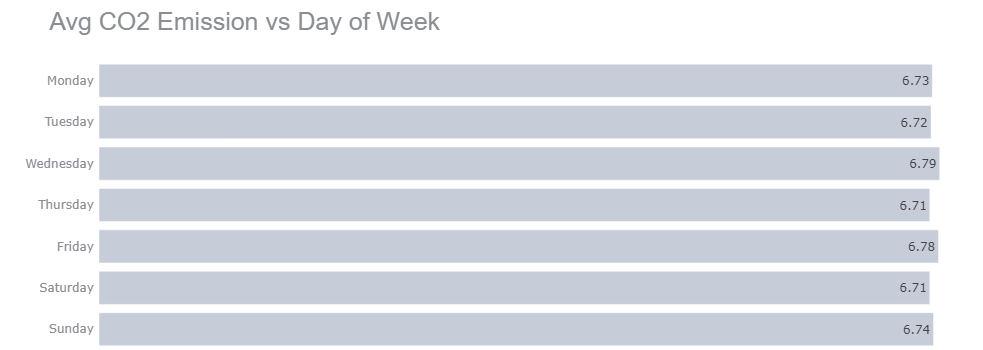 Avg CO2 Emission vs Day of Week
Monday 6.73
Tuesday 6.72
Wednesday 6.79
Thursday 6.71
Friday 6.78
Saturday 6.71
Sunday 6.74